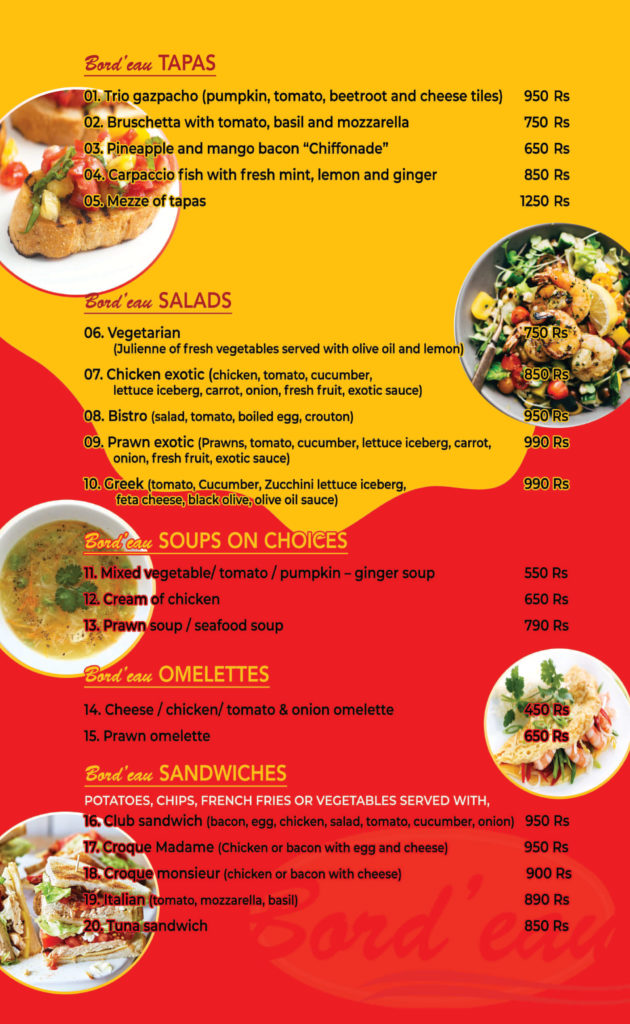 Bord'eau TAPAS
01. Trio gazpacho (pumpkin, tomato, beetroot and cheese tiles) 950 Rs
02. Bruschetta with tomato, basil and mozzarella 750 Rs
03. Pineapple and mango bacon “Chiffonade” 650 Rs
04. Carpaccio fish with fresh mint, lemon and ginger 850 Rs
05. Mezze of tapas 1250 Rs
Bord'eau SALADS
06. Vegetarian 750 Rs
(Julienne of fresh vegetables served with olive oil and lemon)
07. Chicken exotic (chicken, tomato, cucumber, 850 Rs
lettuce iceberg, carrot, onion, fresh fruit, exotic sauce)
08. Bistro (salad, tomato, boiled egg, crouton) 950 Rs
09. Prawn exotic (Prawns, tomato, cucumber, lettuce iceberg, carrot, 990 Rs
onion, fresh fruit, exotic sauce)
10. Greek (tomato, Cucumber, Zucchini lettuce iceberg, 990 Rs
feta cheese, black olive, olive oil sauce)
Bord'eau SOUPS ON CHOICES
11. Mixed vegetable/ tomato / pumpkin – ginger soup 550 Rs
12. Cream of chicken 650 Rs
13. Prawn soup / seafood soup 790 Rs
Bord'eau OMELETTES
14. Cheese / chicken/ tomato & onion omelette 450 Rs
15. Prawn omelette 650 Rs
Bord'eau SANDWICHES
POTATOES, CHIPS, FRENCH FRIES OR VEGETABLES SERVED WITH,
16. Club sandwich (bacon, egg, chicken, salad, tomato, cucumber, onion) 950 Rs
17. Croque Madame (Chicken or bacon with egg and cheese) 950 Rs
18. Croque monsieur (chicken or bacon with cheese) 900 Rs
19. Italian (tomato, mozzarella, basil) 890 Rs
20. Tuna sandwich 850 Rs
Bord'eau